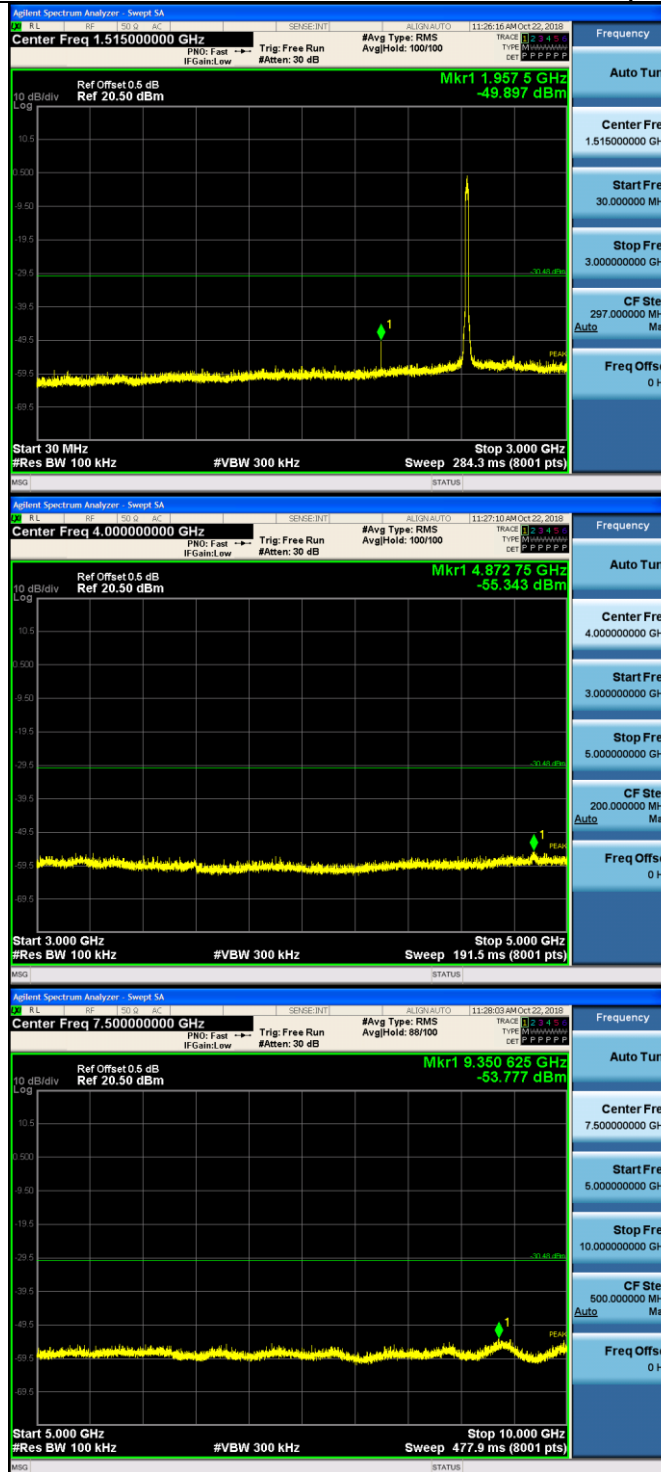 Agilent Spectrum Analyzer - Swept SA
RL RF 50 Ω AC SENSE:INT ALIGN AUTO 11:26:16 AM Oct 22, 2018
Center Freq 1.515000000 GHz
PNO: Fast Trig: Free Run
IFGain:Low #Atten: 30 dB
#Avg Type: RMS
Avg|Hold: 100/100
TRACE 1 2 3 4 5 6
TYPE M
DET P P P P P P
Mkr1 1.957 5 GHz
-49.897 dBm
Ref Offset 0.5 dB
10 dB/div Ref 20.50 dBm
Log
10.5
0.500
-9.50
-19.5
-29.5
-30.48 dBm
-39.5
1
-49.5
PEAK
-59.5
-69.5
Start 30 MHz Stop 3.000 GHz
#Res BW 100 kHz #VBW 300 kHz Sweep 284.3 ms (8001 pts)
MSG STATUS
Frequency
Auto Tun
Center Fre
1.515000000 GH
Start Fre
30.000000 MH
Stop Fre
3.000000000 GH
CF Ste
297.000000 MH
Auto Ma
Freq Offse
0 H
Agilent Spectrum Analyzer - Swept SA
RL RF 50 Ω AC SENSE:INT ALIGN AUTO 11:27:10 AM Oct 22, 2018
Center Freq 4.000000000 GHz
PNO: Fast Trig: Free Run
IFGain:Low #Atten: 30 dB
#Avg Type: RMS
Avg|Hold: 100/100
TRACE 1 2 3 4 5 6
TYPE M
DET P P P P P P
Mkr1 4.872 75 GHz
-55.343 dBm
Ref Offset 0.5 dB
10 dB/div Ref 20.50 dBm
Log
10.5
0.500
-9.50
-19.5
-29.5
-30.48 dBm
-39.5
-49.5
1
PEAK
-59.5
-69.5
Start 3.000 GHz Stop 5.000 GHz
#Res BW 100 kHz #VBW 300 kHz Sweep 191.5 ms (8001 pts)
MSG STATUS
Frequency
Auto Tun
Center Fre
4.000000000 GH
Start Fre
3.000000000 GH
Stop Fre
5.000000000 GH
CF Ste
200.000000 MH
Auto Ma
Freq Offse
0 H
Agilent Spectrum Analyzer - Swept SA
RL RF 50 Ω AC SENSE:INT ALIGN AUTO 11:28:03 AM Oct 22, 2018
Center Freq 7.500000000 GHz
PNO: Fast Trig: Free Run
IFGain:Low #Atten: 30 dB
#Avg Type: RMS
Avg|Hold: 88/100
TRACE 1 2 3 4 5 6
TYPE M
DET P P P P P P
Mkr1 9.350 625 GHz
-53.777 dBm
Ref Offset 0.5 dB
10 dB/div Ref 20.50 dBm
Log
10.5
0.500
-9.50
-19.5
-29.5
-30.48 dBm
-39.5
-49.5
1
PEAK
-59.5
-69.5
Start 5.000 GHz Stop 10.000 GHz
#Res BW 100 kHz #VBW 300 kHz Sweep 477.9 ms (8001 pts)
MSG STATUS
Frequency
Auto Tun
Center Fre
7.500000000 GH
Start Fre
5.000000000 GH
Stop Fre
10.000000000 GH
CF Ste
500.000000 MH
Auto Ma
Freq Offse
0 H